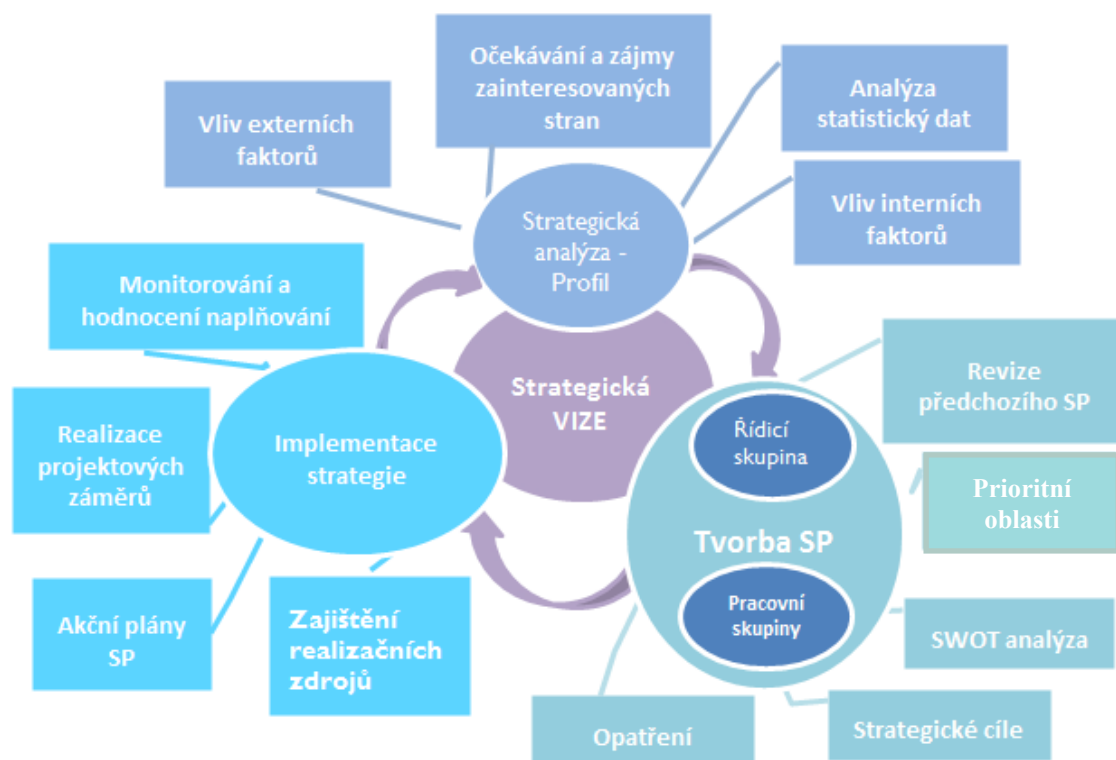 Očekávání a zájmy
zainteresovaných
stran
Analýza
statistický dat
Vliv externích
faktorů
Vliv interních
faktorů
Strategická
analýza -
Profil
Monitorování a
hodnocení naplňování
Strategická
VIZE
Revize
předchozího SP
Realizace
projektových
záměrů
Implementace
strategie
Řídicí
skupina
Prioritní
oblasti
Tvorba SP
Pracovní
skupiny
Akční plány
SP
Zajištění
realizačních
zdrojů
SWOT analýza
Opatření
Strategické cíle